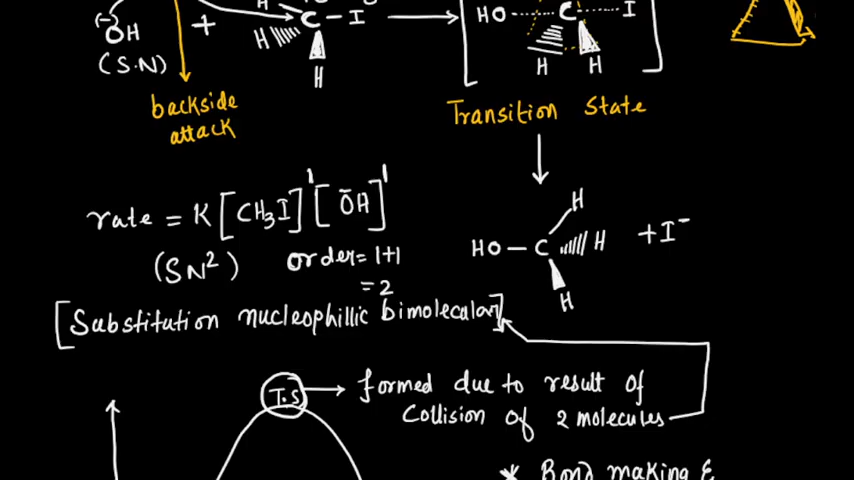 H
(-)
OH + H C - I
H
(S.N)
HO C I
H H
backside
attack
Transition State
rate = K[CH3I]¹ [ŌH]¹
(SN²) order = 1+1
= 2
H
HO - C H + I⁻
H
[Substitution nucleophillic bimolecular]
T.S → formed due to result of
Collision of 2 molecules
* Bond making &